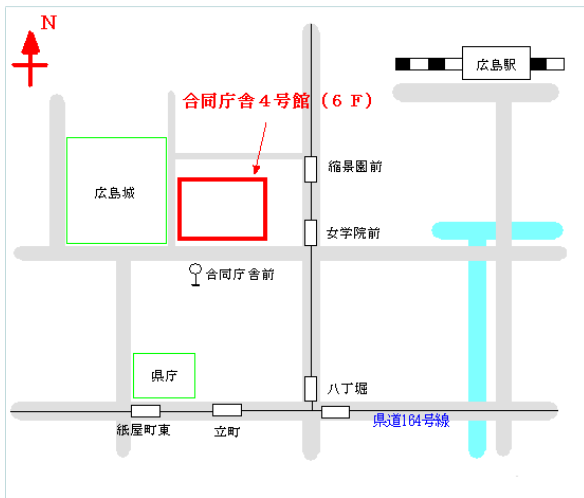 N
広島駅
合同庁舎４号館（６Ｆ）
縮景園前
広島城
女学院前
合同庁舎前
県庁
八丁堀
県道164号線
紙屋町東
立町